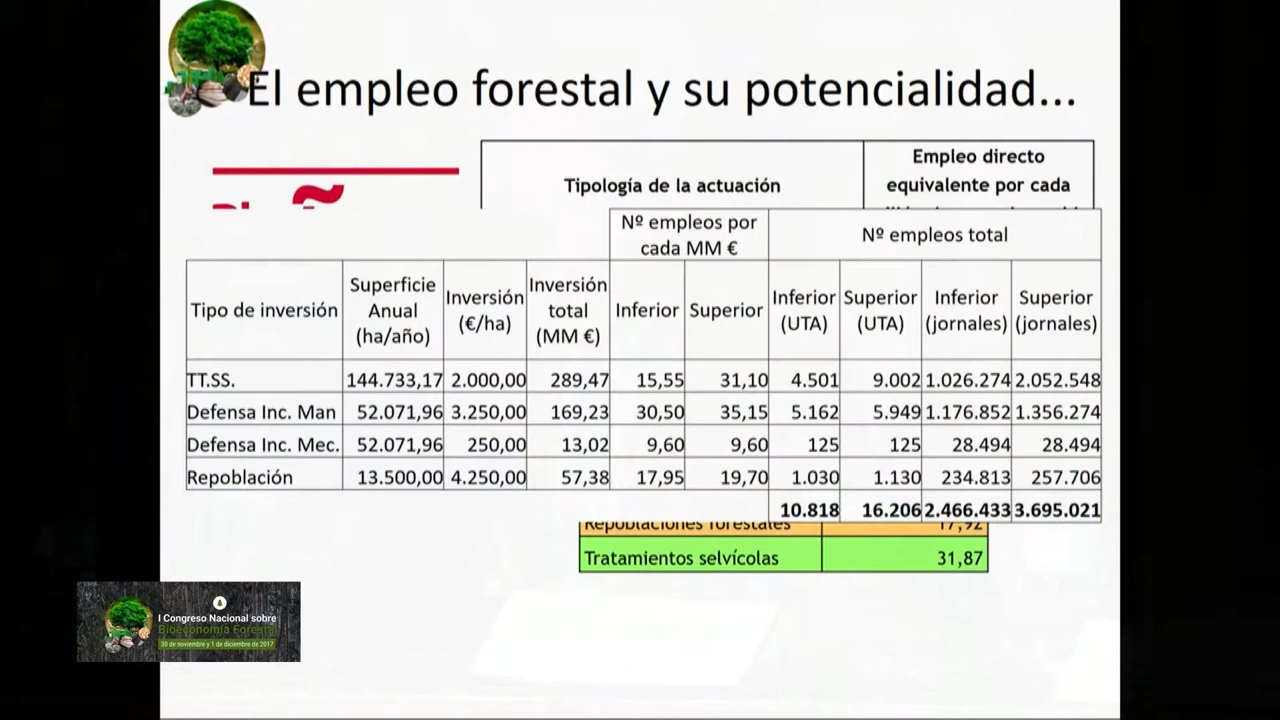 El empleo forestal y su potencialidad...
Tipología de la actuación
Empleo directo
equivalente por cada
Nº empleos por
cada MM €
Nº empleos total
Tipo de inversión
Superficie
Anual
(ha/año)
Inversión
(€/ha)
Inversión
total
(MM €)
Inferior
Superior
Inferior
(UTA)
Superior
(UTA)
Inferior
(jornales)
Superior
(jornales)
TT.SS. 144.733,17 2.000,00 289,47 15,55 31,10 4.501 9.002 1.026.274 2.052.548
Defensa Inc. Man 52.071,96 3.250,00 169,23 30,50 35,15 5.162 5.949 1.176.852 1.356.274
Defensa Inc. Mec. 52.071,96 250,00 13,02 9,60 9,60 125 125 28.494 28.494
Repoblación 13.500,00 4.250,00 57,38 17,95 19,70 1.030 1.130 234.813 257.706
10.818 16.206 2.466.433 3.695.021
Repoblaciones forestales 17,92
Tratamientos selvícolas 31,87
I Congreso Nacional sobre
Bioeconomía Forestal
30 de noviembre y 1 de diciembre de 2017